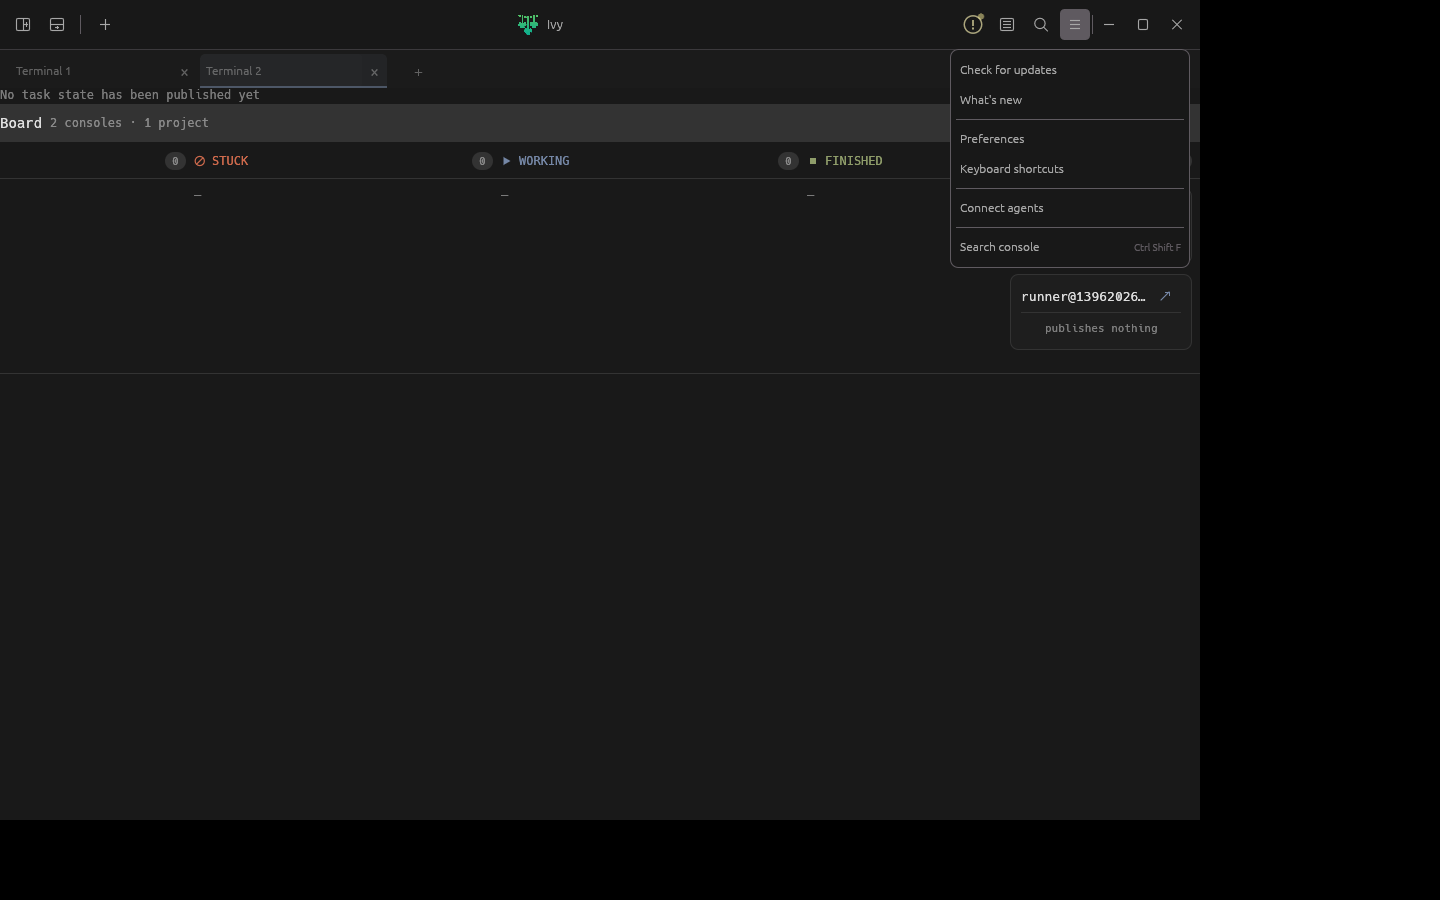 Ivy
Terminal 1
Terminal 2
No task state has been published yet
Board 2 consoles · 1 project
0 STUCK
0 WORKING
0 FINISHED
—
—
—
Check for updates
What's new
Preferences
Keyboard shortcuts
Connect agents
Search console Ctrl Shift F
runner@13962026…
publishes nothing